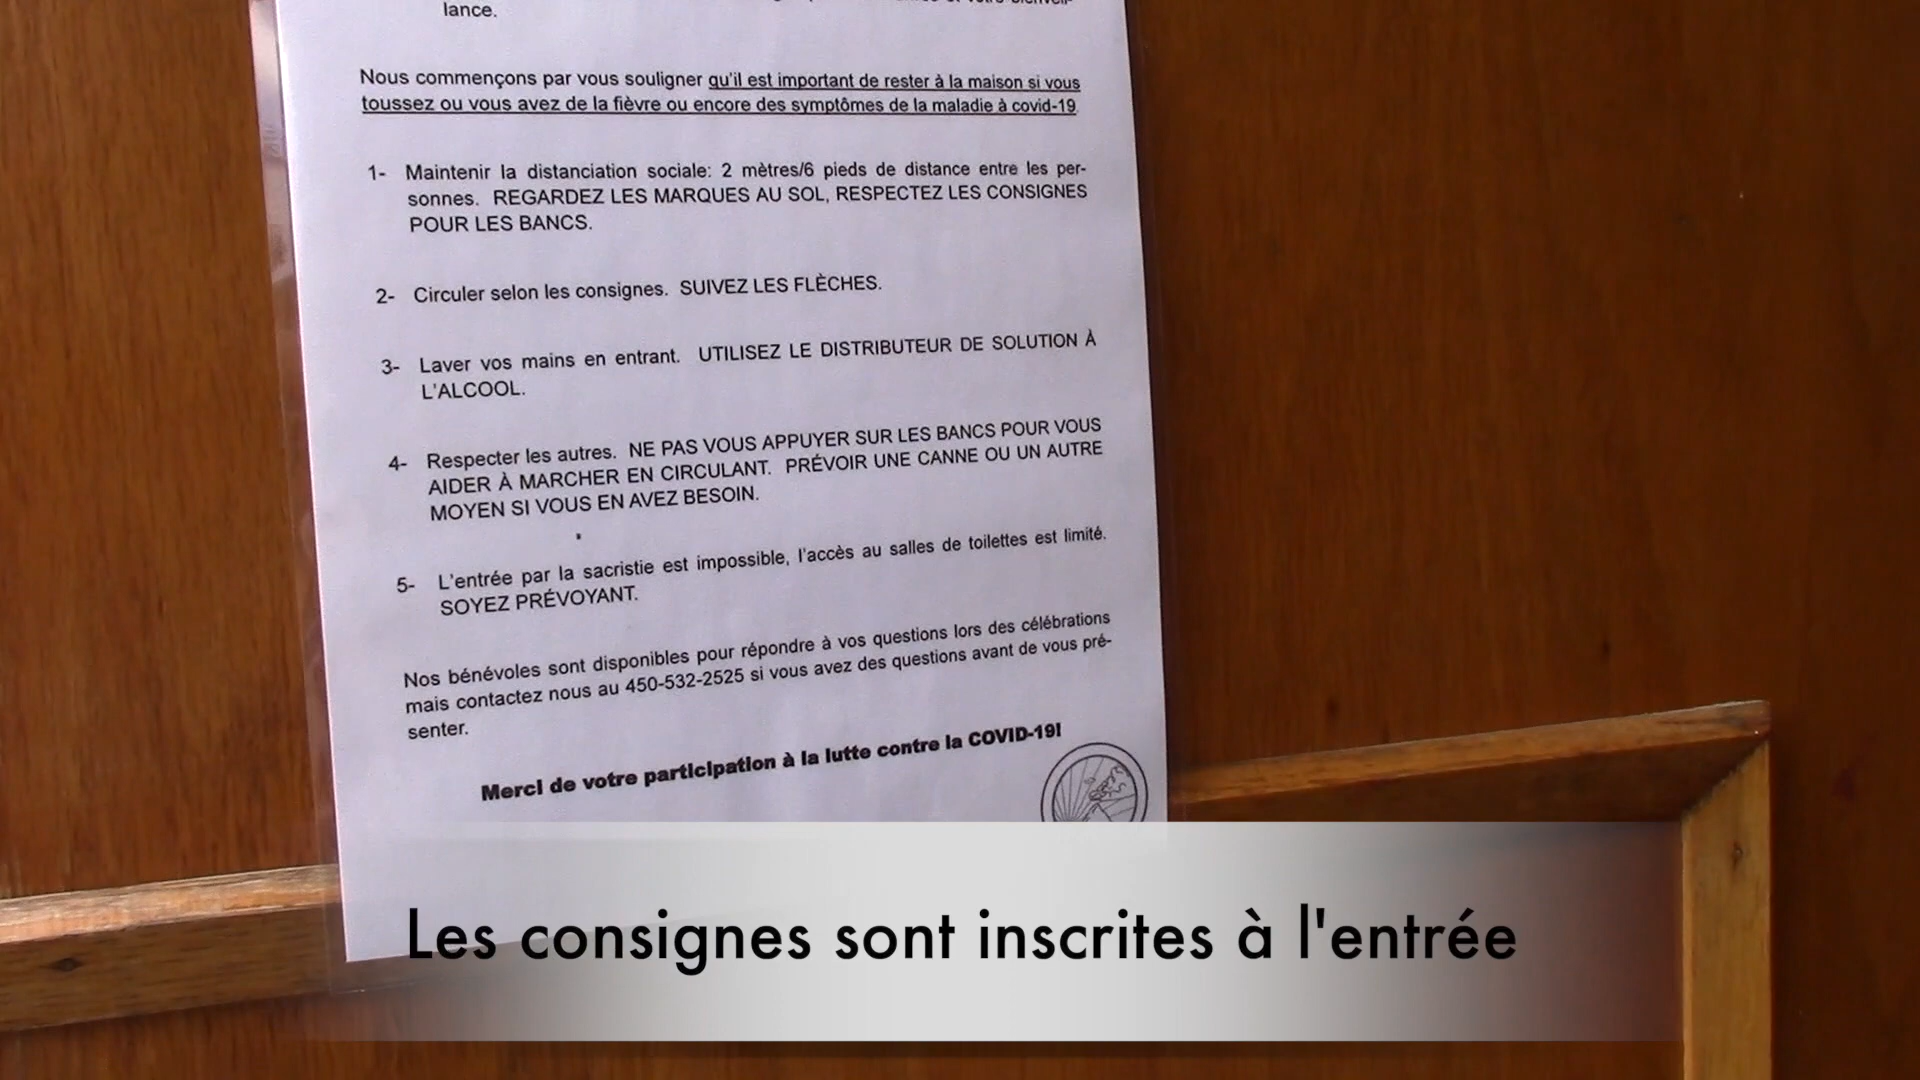 lance.
Nous commençons par vous souligner qu'il est important de rester à la maison si vous
toussez ou vous avez de la fièvre ou encore des symptômes de la maladie à covid-19.
1- Maintenir la distanciation sociale: 2 mètres/6 pieds de distance entre les per-
sonnes. REGARDEZ LES MARQUES AU SOL, RESPECTEZ LES CONSIGNES
POUR LES BANCS.
2- Circuler selon les consignes. SUIVEZ LES FLÈCHES.
3- Laver vos mains en entrant. UTILISEZ LE DISTRIBUTEUR DE SOLUTION À
L'ALCOOL.
4- Respecter les autres. NE PAS VOUS APPUYER SUR LES BANCS POUR VOUS
AIDER À MARCHER EN CIRCULANT. PRÉVOIR UNE CANNE OU UN AUTRE
MOYEN SI VOUS EN AVEZ BESOIN.
5- L'entrée par la sacristie est impossible, l'accès au salles de toilettes est limité.
SOYEZ PRÉVOYANT.
Nos bénévoles sont disponibles pour répondre à vos questions lors des célébrations
mais contactez nous au 450-532-2525 si vous avez des questions avant de vous pré-
senter.
Merci de votre participation à la lutte contre la COVID-19!
Les consignes sont inscrites à l'entrée